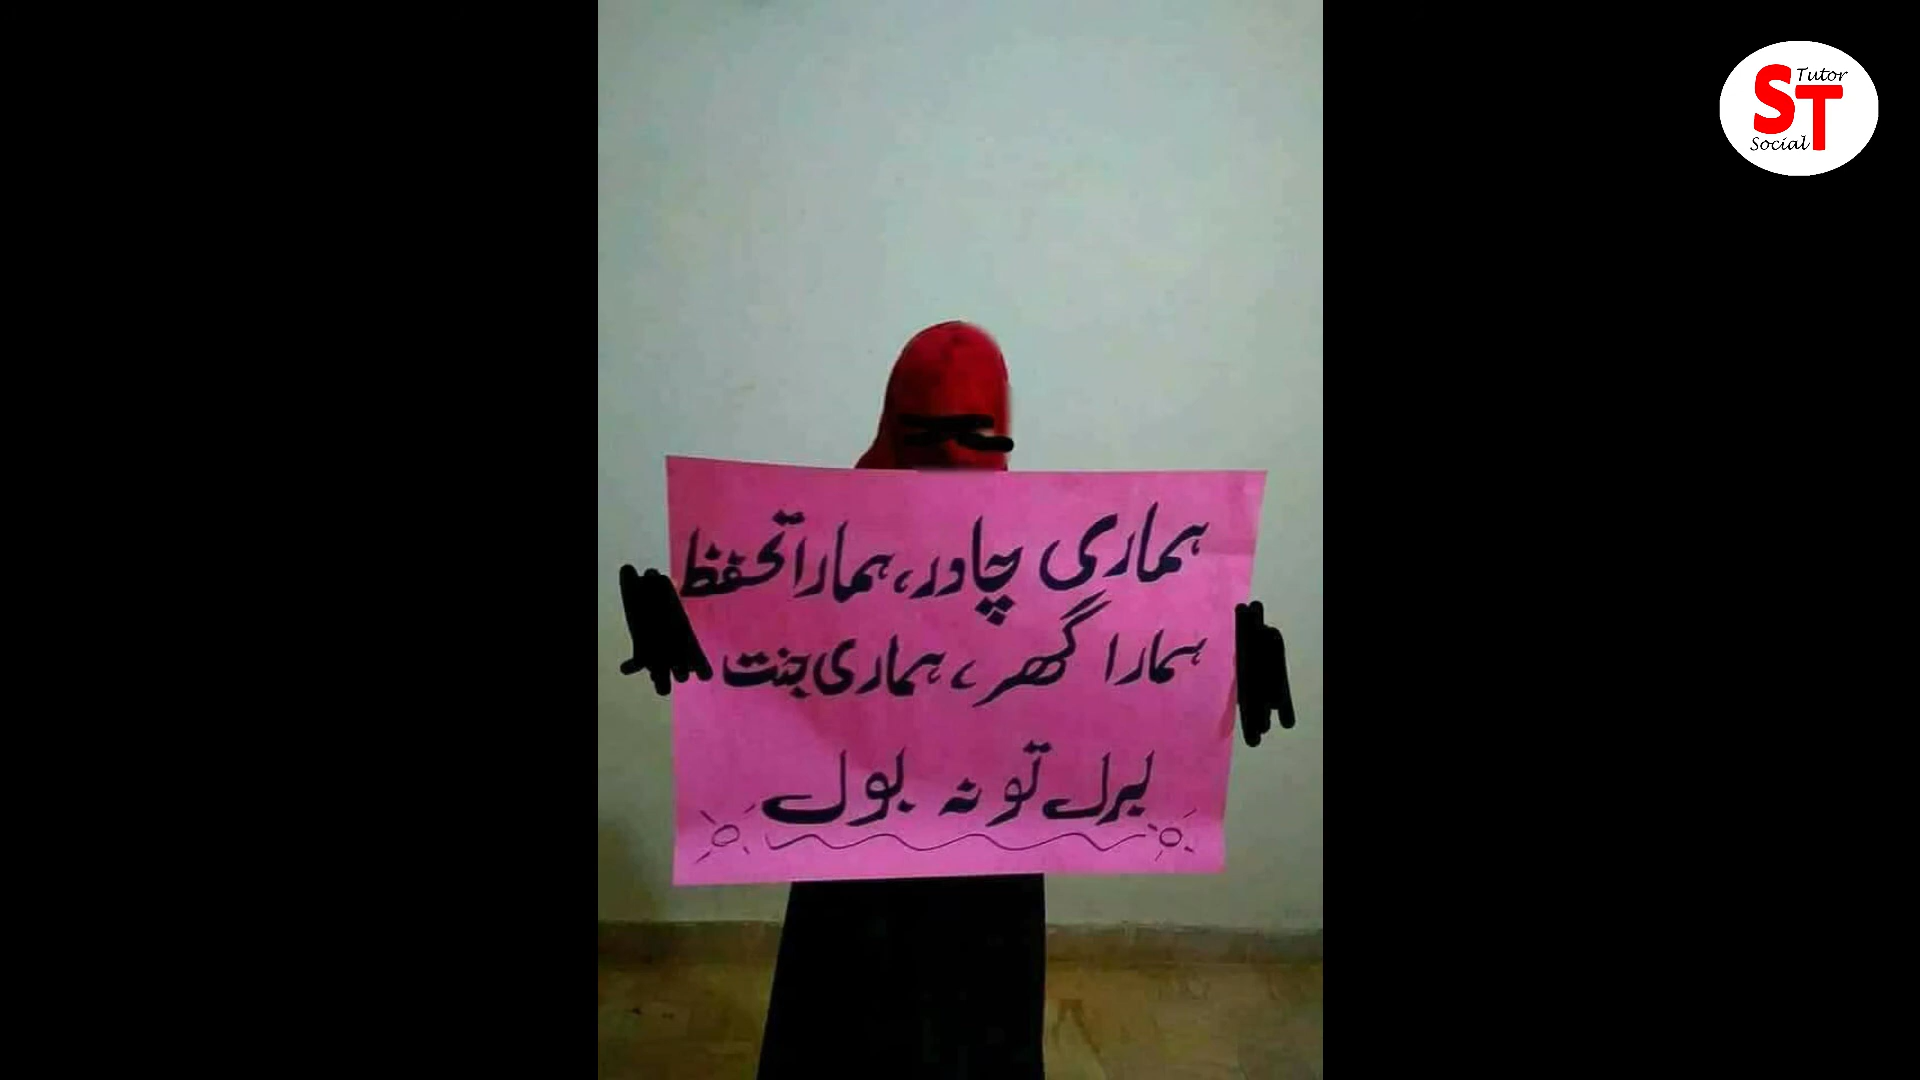 ہماری چادر، ہمارا تحفظ
ہمارا گھر، ہماری جنت
لبرل تو نہ بول
ST
Tutor
Social